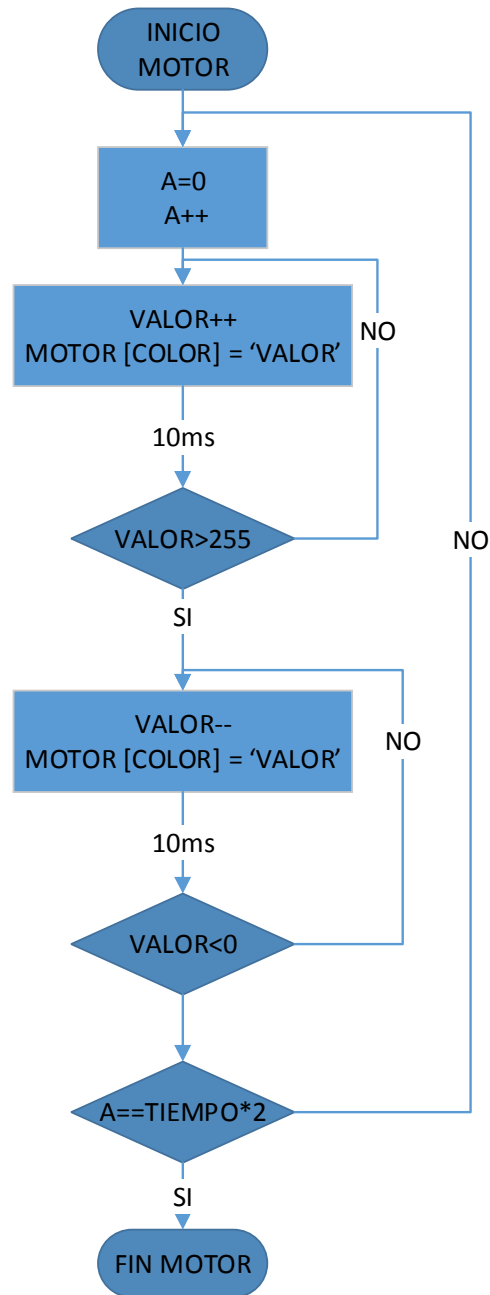 INICIO
MOTOR
A=0
A++
VALOR++
MOTOR [COLOR] = ‘VALOR’
NO
10ms
VALOR>255
NO
SI
VALOR--
MOTOR [COLOR] = ‘VALOR’
NO
10ms
VALOR<0
A==TIEMPO*2
SI
FIN MOTOR